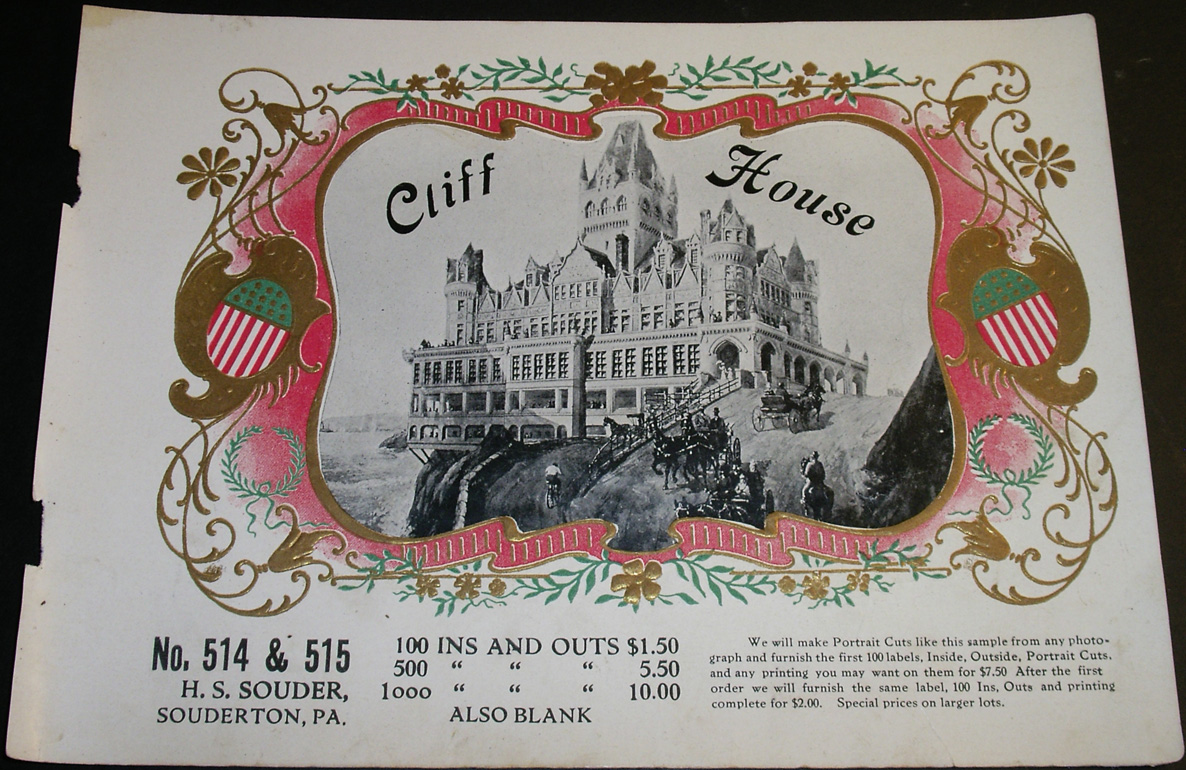 Cliff House
No. 514 & 515
H. S. SOUDER,
SOUDERTON, PA.
100 INS AND OUTS $1.50
500 “ “ “ 5.50
1000 “ “ “ 10.00
ALSO BLANK
We will make Portrait Cuts like this sample from any photo-
graph and furnish the first 100 labels, Inside, Outside, Portrait Cuts.
and any printing you may want on them for $7.50 After the first
order we will furnish the same label, 100 Ins, Outs and printing
complete for $2.00. Special prices on larger lots.